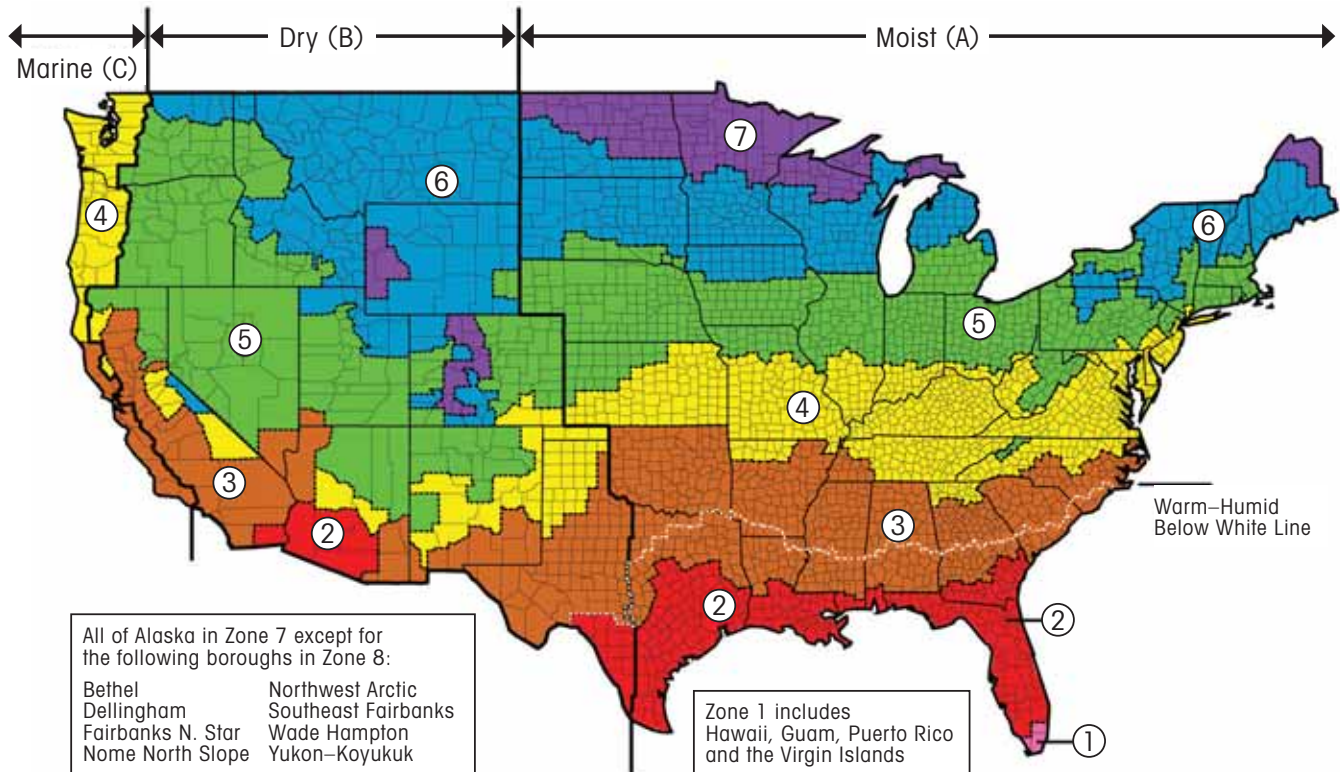 Marine (C)
Dry (B)
Moist (A)
7
6
4
6
5
5
4
3
3
2
2
2
1
Warm–Humid
Below White Line
All of Alaska in Zone 7 except for
the following boroughs in Zone 8:
Bethel Northwest Arctic
Dellingham Southeast Fairbanks
Fairbanks N. Star Wade Hampton
Nome North Slope Yukon–Koyukuk
Zone 1 includes
Hawaii, Guam, Puerto Rico
and the Virgin Islands